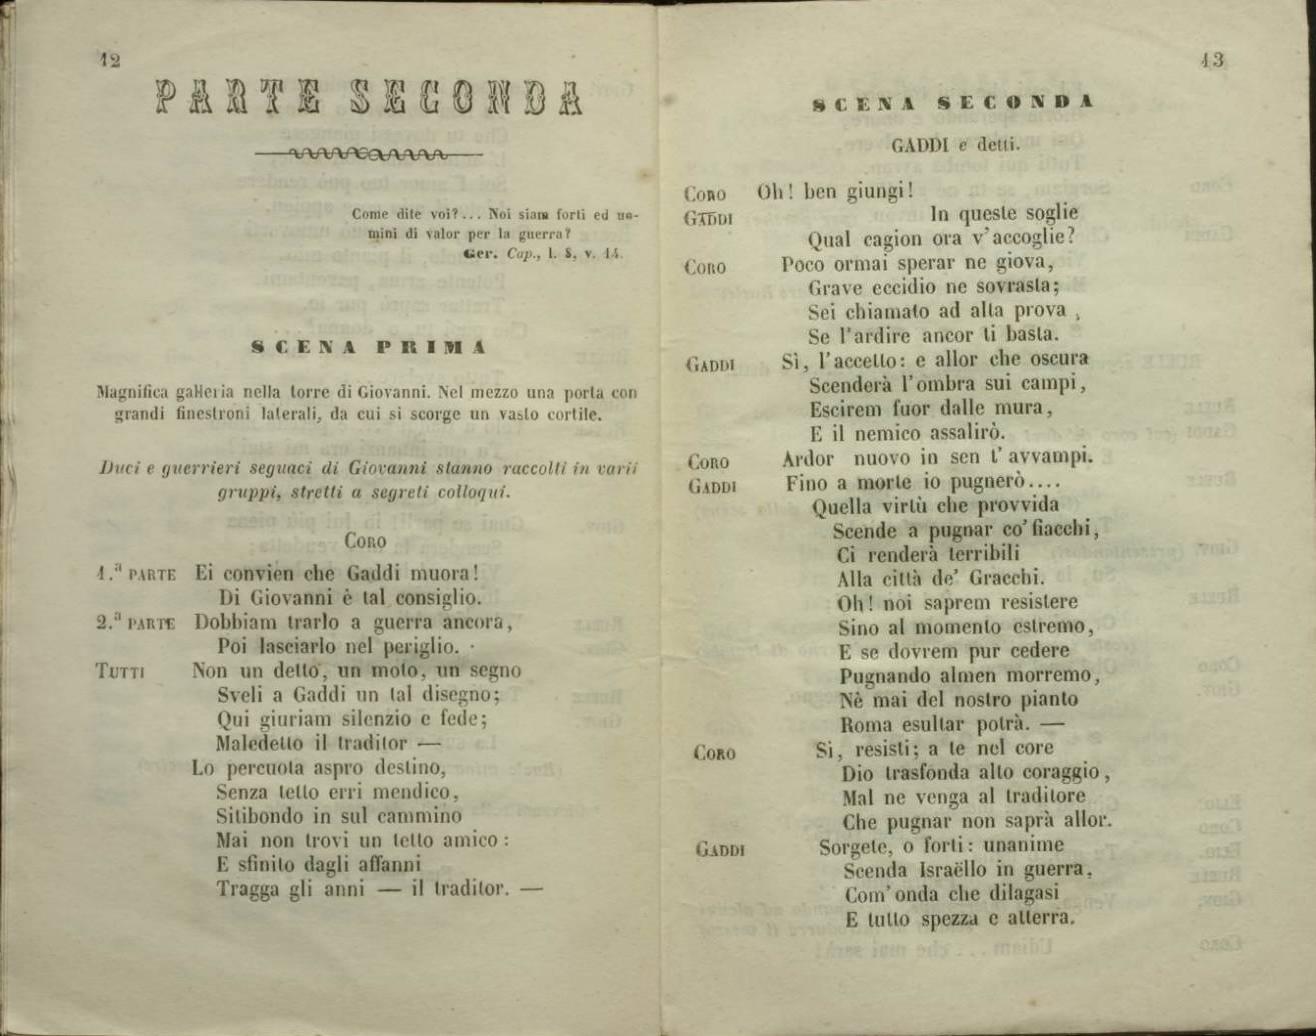 12
PARTE SECONDA
Come dite voi?... Noi siam forti ed uo-
mini di valor per la guerra?
Ger. Cap., l. 8, v. 14.
SCENA PRIMA
Magnifica galleria nella torre di Giovanni. Nel mezzo una porta con
grandi finestroni laterali, da cui si scorge un vasto cortile.
Duci e guerrieri seguaci di Giovanni stanno raccolti in varii
gruppi, stretti a segreti colloqui.
CORO
1.ª PARTE Ei convien che Gaddi muora!
Di Giovanni è tal consiglio.
2.ª PARTE Dobbiam trarlo a guerra ancora,
Poi lasciarlo nel periglio.
TUTTI Non un detto, un moto, un segno
Sveli a Gaddi un tal disegno;
Qui giuriam silenzio e fede;
Maledetto il traditor —
Lo percuota aspro destino,
Senza tetto erri mendico,
Sitibondo in sul cammino
Mai non trovi un tetto amico:
E sfinito dagli affanni
Tragga gli anni — il traditor. —
13
SCENA SECONDA
GADDI e detti.
CORO Oh! ben giungi!
GADDI In queste soglie
Qual cagion ora v'accoglie?
CORO Poco ormai sperar ne giova,
Grave eccidio ne sovrasta;
Sei chiamato ad alta prova,
Se l'ardire ancor ti basta.
GADDI Sì, l'accetto: e allor che oscura
Scenderà l'ombra sui campi,
Escirem fuor dalle mura,
E il nemico assalirò.
CORO Ardor nuovo in sen t'avvampi.
GADDI Fino a morte io pugnerò....
Quella virtù che provvida
Scende a pugnar co' fiacchi,
Ci renderà terribili
Alla città de' Gracchi.
Oh! noi saprem resistere
Sino al momento estremo,
E se dovrem pur cedere
Pugnando almen morremo,
Nè mai del nostro pianto
Roma esultar potrà. —
CORO Sì, resisti; a te nel core
Dio trasfonda alto coraggio,
Mal ne venga al traditore
Che pugnar non saprà allor.
GADDI Sorgete, o forti: unanime
Scenda Israëllo in guerra,
Com'onda che dilagasi
E tutto spezza e atterra.